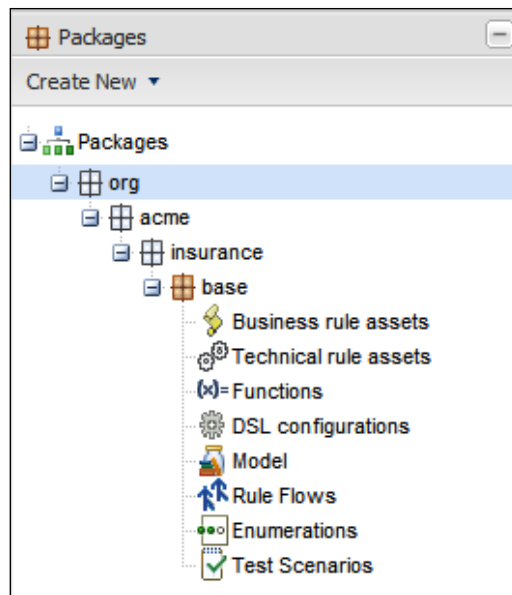 Packages
Create New
Packages
org
acme
insurance
base
Business rule assets
Technical rule assets
(x)= Functions
DSL configurations
Model
Rule Flows
Enumerations
Test Scenarios